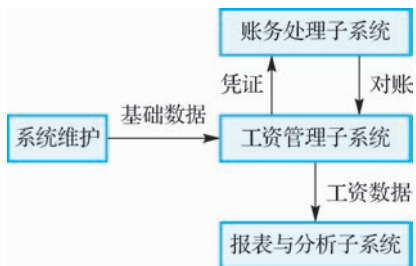 账务处理子系统
凭证
对账
基础数据
系统维护
工资管理子系统
工资数据
报表与分析子系统